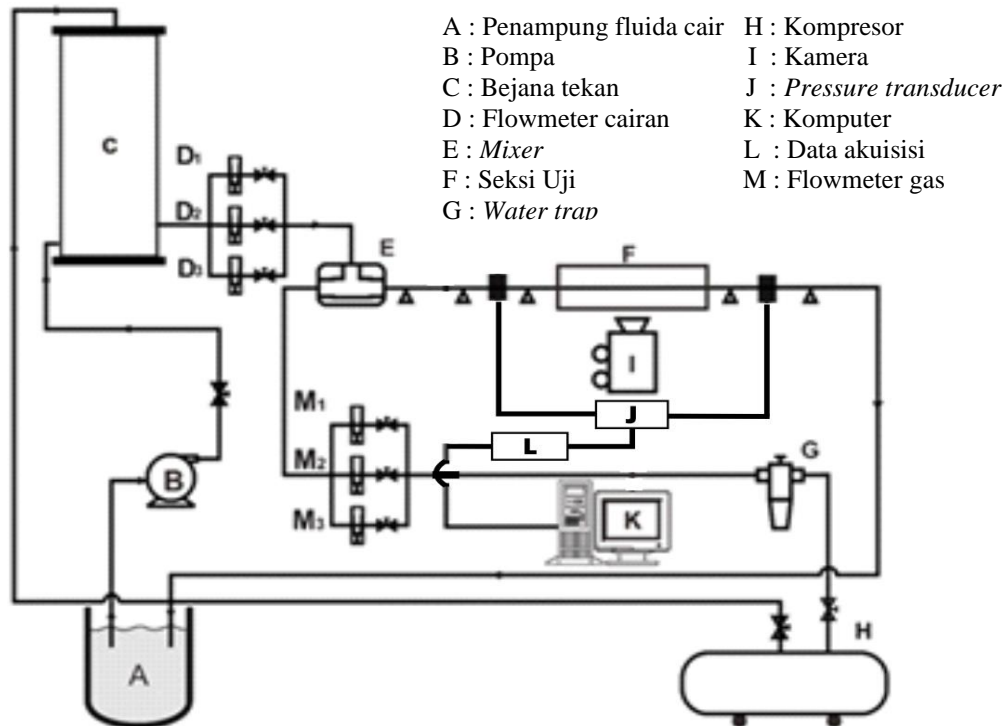 A : Penampung fluida cair H : Kompresor
B : Pompa I : Kamera
C : Bejana tekan J : Pressure transducer
D : Flowmeter cairan K : Komputer
E : Mixer L : Data akuisisi
F : Seksi Uji M : Flowmeter gas
G : Water trap
C
D1
D2
D3
E
F
I
J
L
M1
M2
M3
G
B
K
H
A